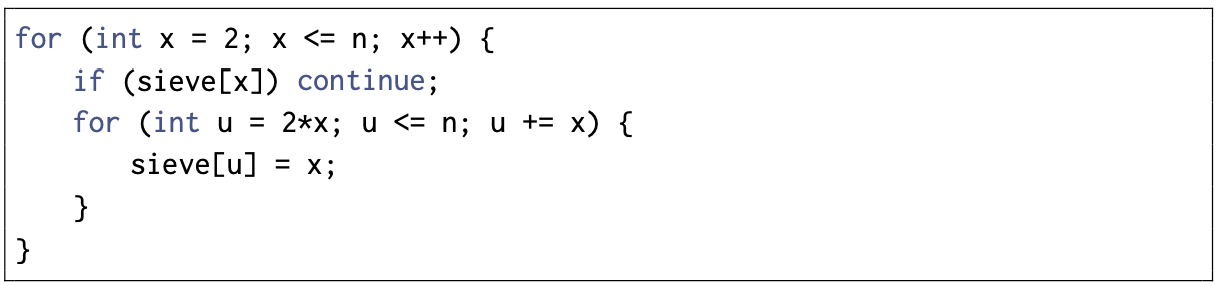 for (int x = 2; x <= n; x++) {
    if (sieve[x]) continue;
    for (int u = 2*x; u <= n; u += x) {
        sieve[u] = x;
    }
}